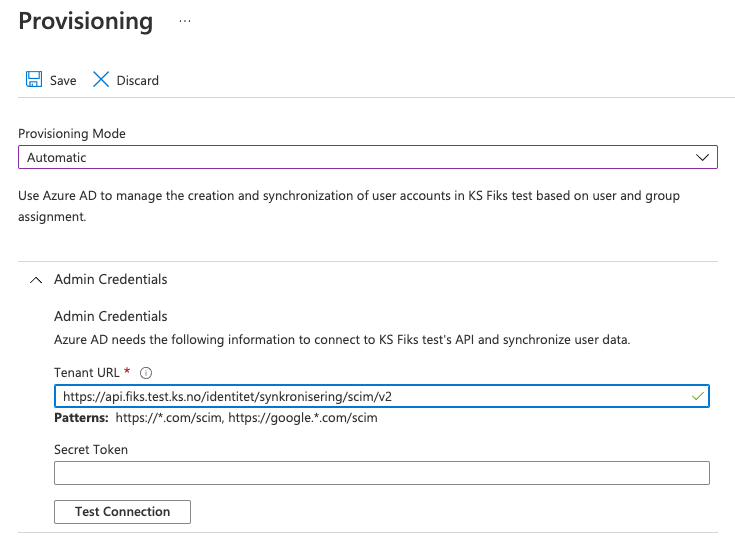 Provisioning ...
Save Discard
Provisioning Mode
Automatic
Use Azure AD to manage the creation and synchronization of user accounts in KS Fiks test based on user and group
assignment.
Admin Credentials
Admin Credentials
Azure AD needs the following information to connect to KS Fiks test's API and synchronize user data.
Tenant URL *
https://api.fiks.test.ks.no/identitet/synkronisering/scim/v2
Patterns: https://*.com/scim, https://google.*.com/scim
Secret Token
Test Connection